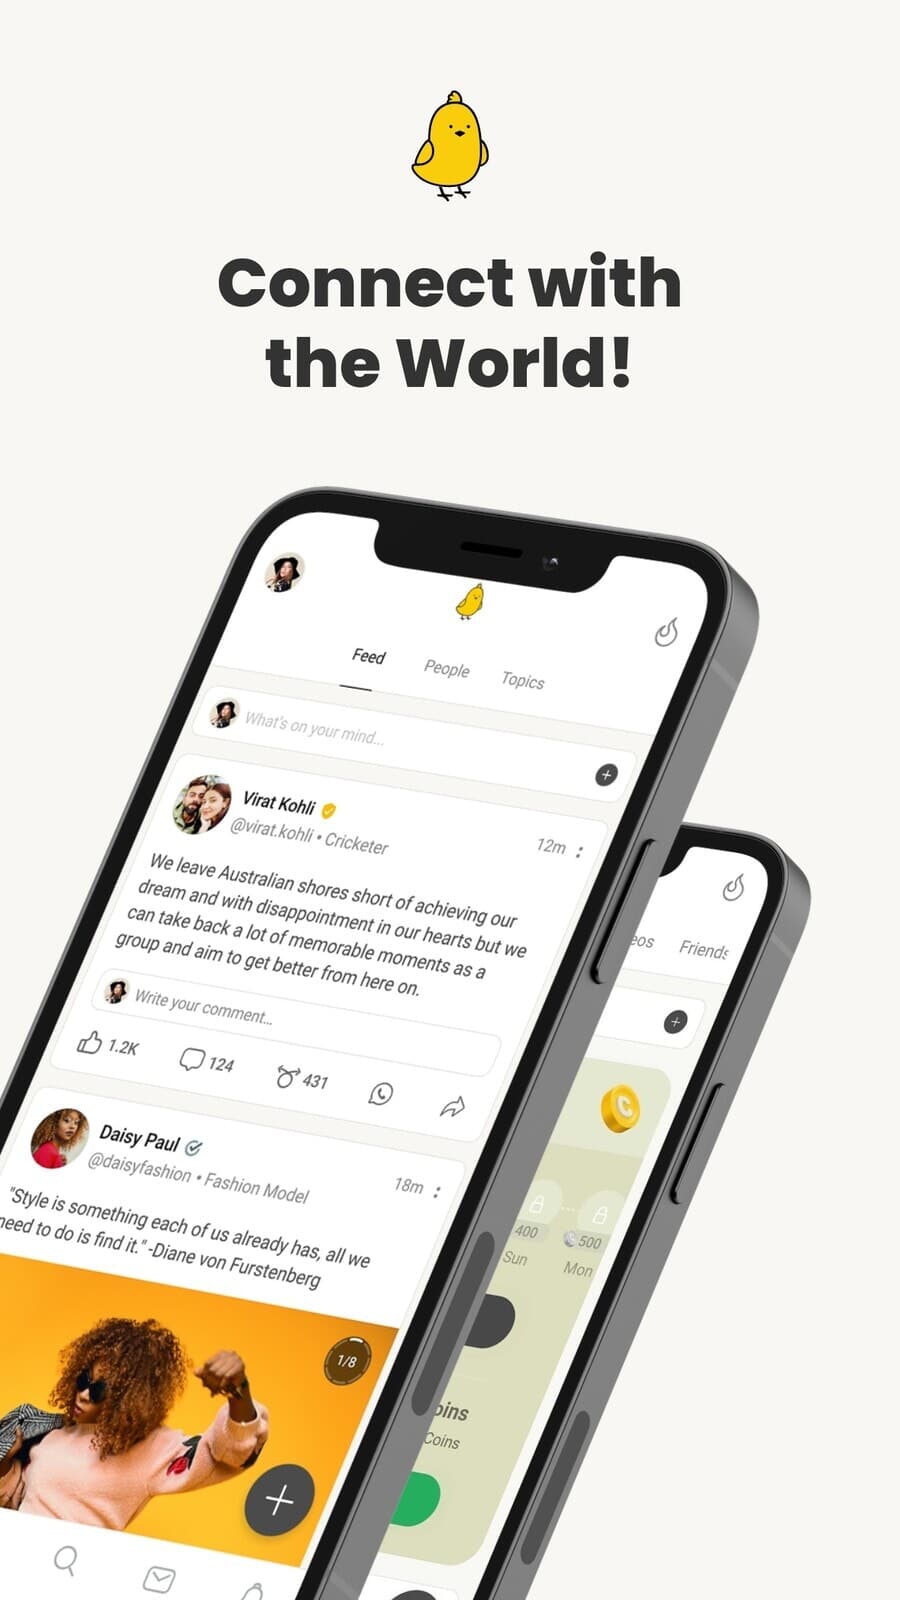 Connect with
the World!
Feed People Topics
What's on your mind...
Virat Kohli
@virat.kohli • Cricketer
12m
We leave Australian shores short of achieving our
dream and with disappointment in our hearts but we
can take back a lot of memorable moments as a
group and aim to get better from here on.
Write your comment...
1.2K 124 431
Daisy Paul
@daisyfashion • Fashion Model
18m
"Style is something each of us already has, all we
need to do is find it." -Diane von Furstenberg
1/8
eos Friends
C
400 500
Sun Mon
oins
Coins